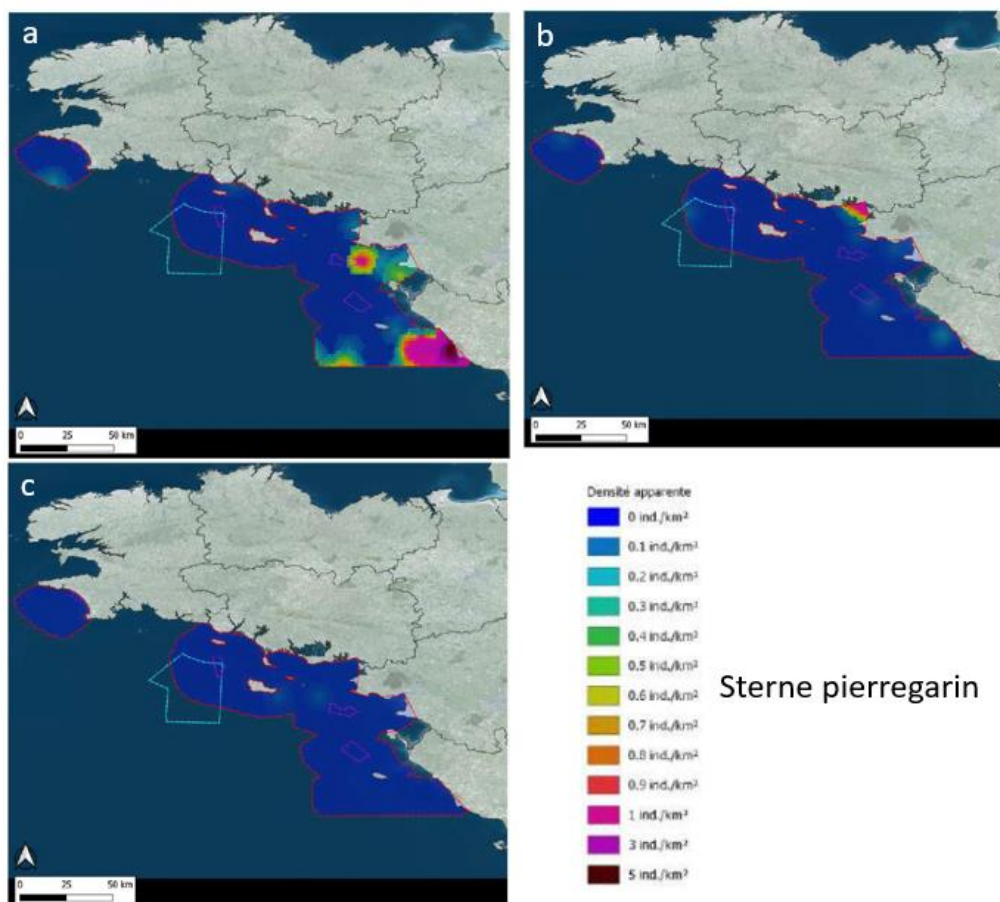 a
0 25 50 km
b
0 25 50 km
c
0 25 50 km
Densité apparente
0 ind./km²
0.1 ind./km²
0.2 ind./km²
0.3 ind./km²
0.4 ind./km²
0.5 ind./km²
0.6 ind./km²
0.7 ind./km²
0.8 ind./km²
0.9 ind./km²
1 ind./km²
3 ind./km²
5 ind./km²
Sterne pierregarin